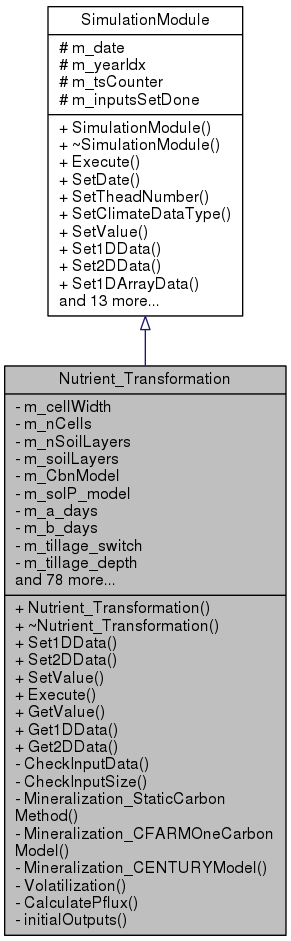 SimulationModule
# m_date
# m_yearIdx
# m_tsCounter
# m_inputsSetDone
+ SimulationModule()
+ ~SimulationModule()
+ Execute()
+ SetDate()
+ SetTheadNumber()
+ SetClimateDataType()
+ SetValue()
+ Set1DData()
+ Set2DData()
+ Set1DArrayData()
and 13 more...
Nutrient_Transformation
- m_cellWidth
- m_nCells
- m_nSoilLayers
- m_soilLayers
- m_CbnModel
- m_solP_model
- m_a_days
- m_b_days
- m_tillage_switch
- m_tillage_depth
and 78 more...
+ Nutrient_Transformation()
+ ~Nutrient_Transformation()
+ Set1DData()
+ Set2DData()
+ SetValue()
+ Execute()
+ GetValue()
+ Get1DData()
+ Get2DData()
- CheckInputData()
- CheckInputSize()
- Mineralization_StaticCarbon
Method()
- Mineralization_CFARMOneCarbon
Model()
- Mineralization_CENTURYModel()
- Volatilization()
- CalculatePflux()
- initialOutputs()